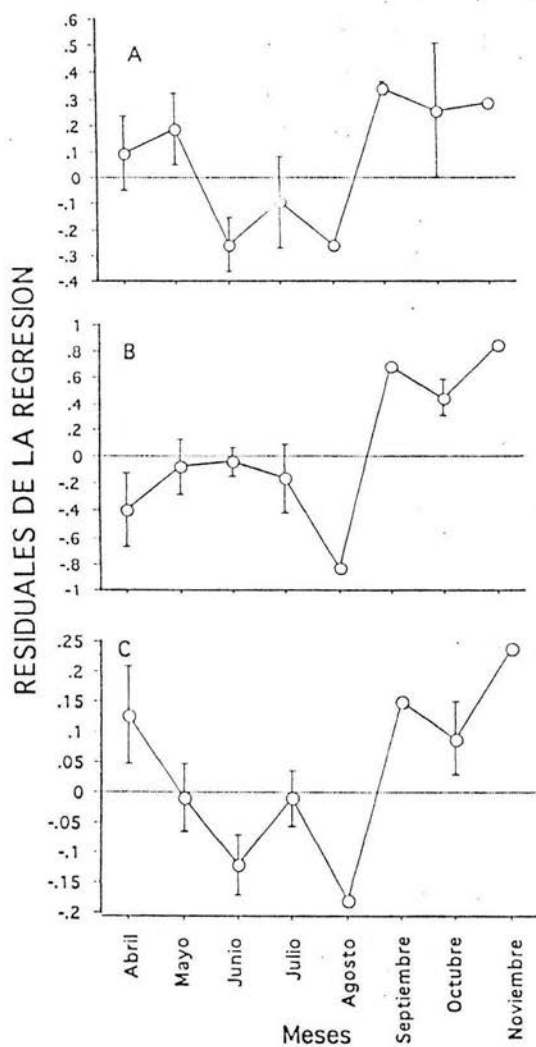 RESIDUALES DE LA REGRESION
A
.6
.5
.4
.3
.2
.1
0
-.1
-.2
-.3
-.4
B
1
.8
.6
.4
.2
0
-.2
-.4
-.6
-.8
-1
C
.25
.2
.15
.1
.05
0
-.05
-.1
-.15
-.2
Abril
Mayo
Junio
Julio
Agosto
Septiembre
Octubre
Noviembre
Meses